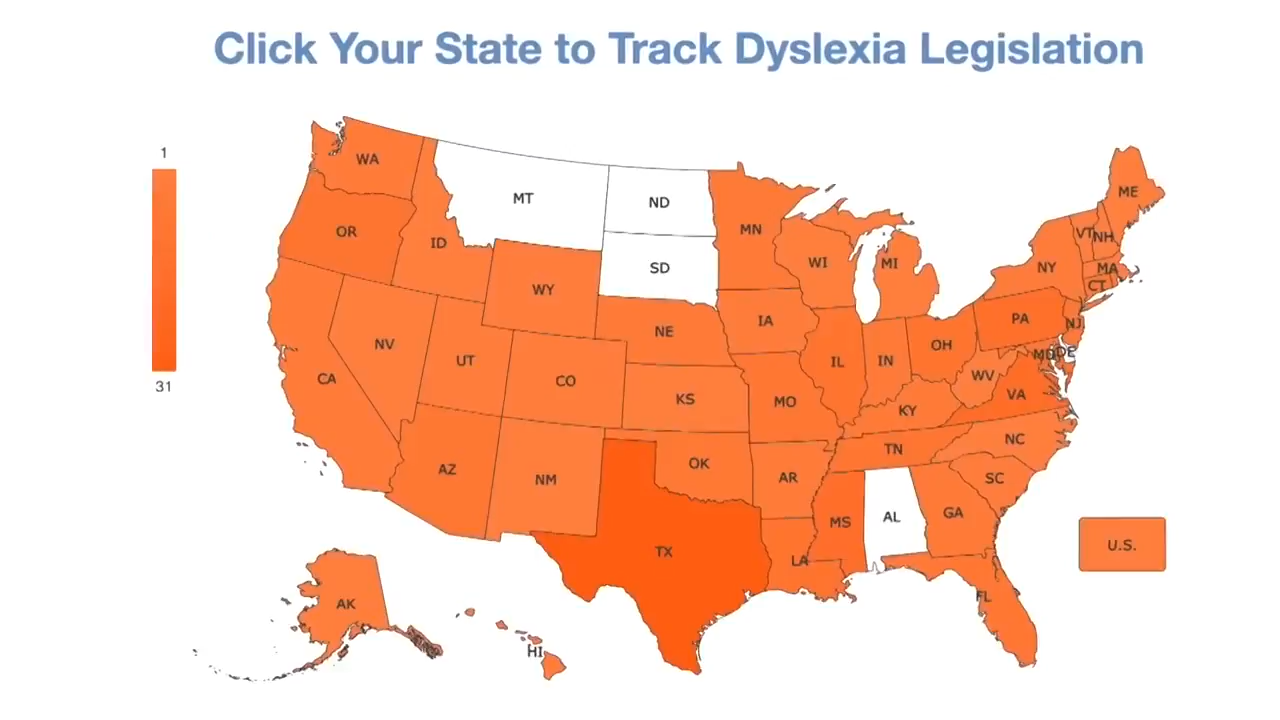 Click Your State to Track Dyslexia Legislation
1
31
WA
MT
ND
ME
OR
ID
MN
VT
NH
SD
WI
MI
NY
MA
WY
CT
NE
IA
PA
NJ
NV
UT
OH
MD
DE
CA
CO
IL
IN
WV
KS
MO
KY
VA
AZ
NM
OK
AR
TN
NC
SC
TX
MS
AL
GA
U.S.
LA
FL
AK
HI